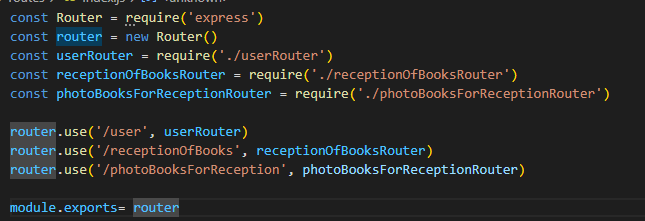 const Router = require('express')
const router = new Router()
const userRouter = require('./userRouter')
const receptionOfBooksRouter = require('./receptionOfBooksRouter')
const photoBooksForReceptionRouter = require('./photoBooksForReceptionRouter')
router.use('/user', userRouter)
router.use('/receptionOfBooks', receptionOfBooksRouter)
router.use('/photoBooksForReception', photoBooksForReceptionRouter)
module.exports= router